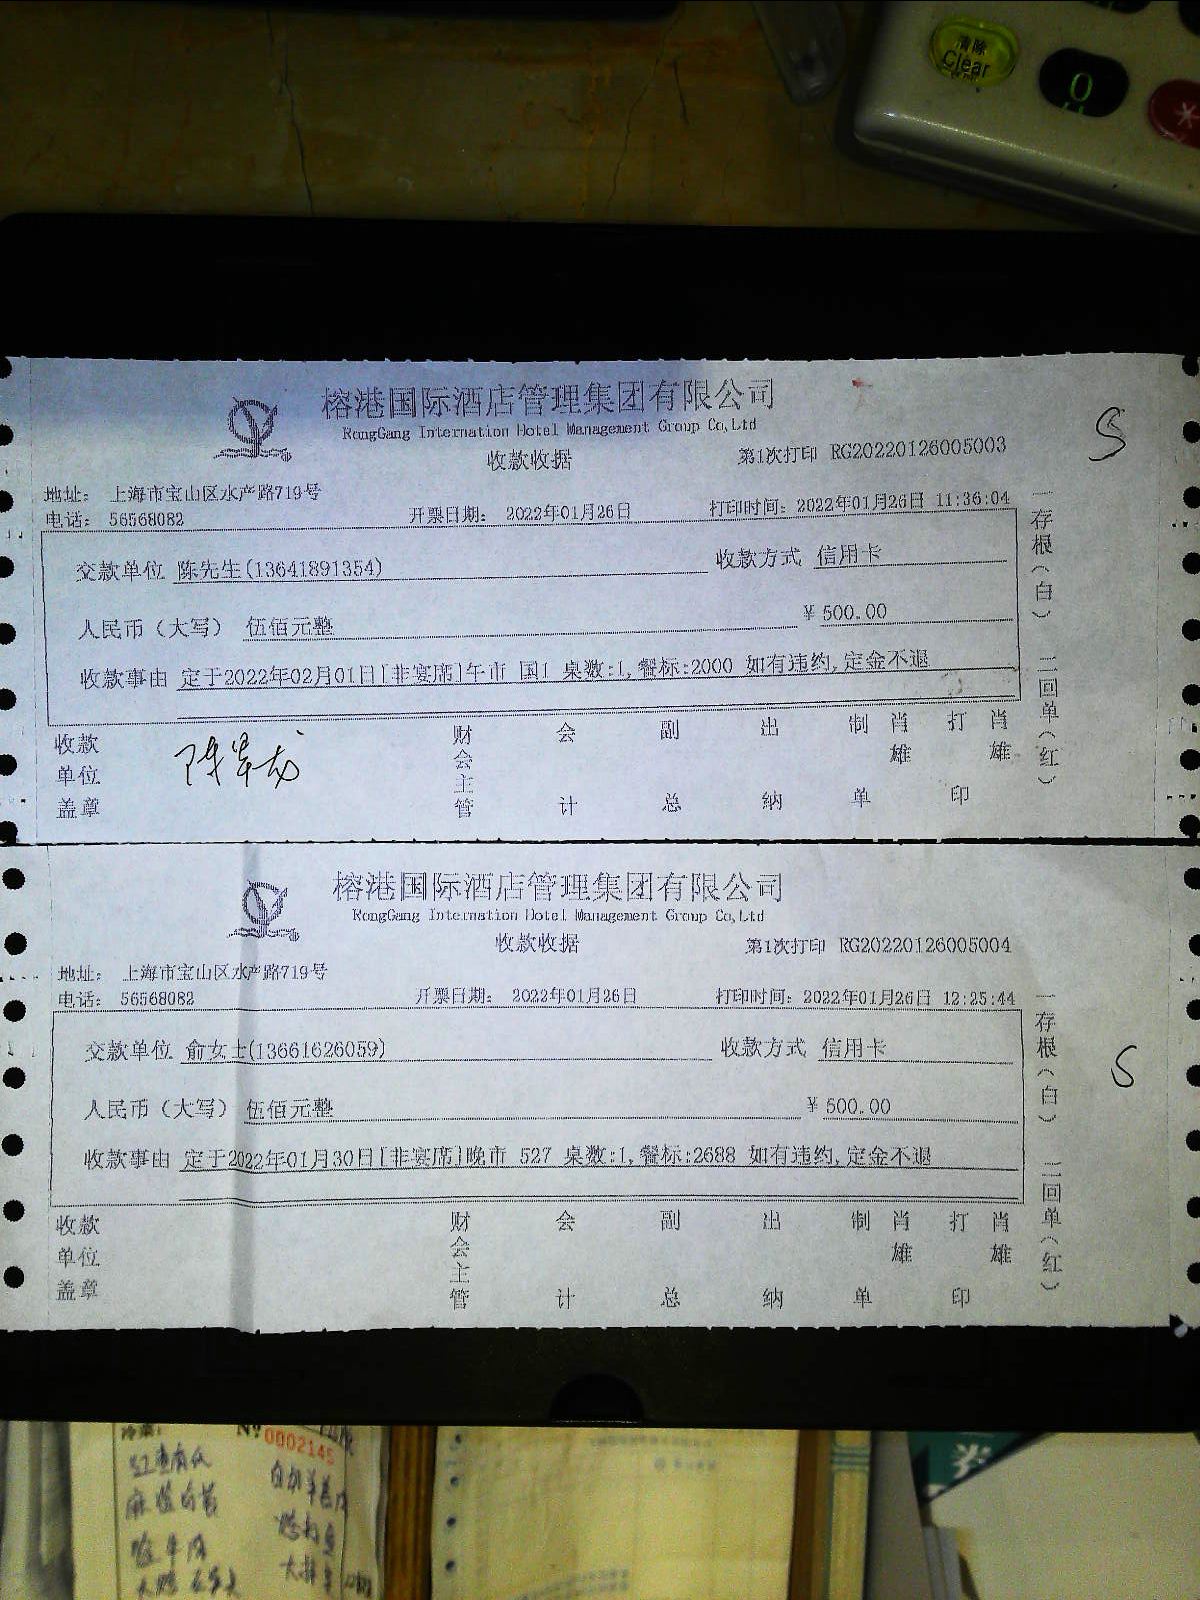 清除
Clear
0
榕港国际酒店管理集团有限公司
RongGang Internation Hotel Management Group Co,Ltd
收款收据
第1次打印 RG20220126005003
地址： 上海市宝山区水产路719号
电话： 56568082
开票日期： 2022年01月26日
打印时间：2022年01月26日 11:36:04
交款单位 陈先生(13641891354)
收款方式 信用卡
人民币（大写） 伍佰元整
￥500.00
收款事由 定于2022年02月01日[非宴席]午市 国1 桌数:1,餐标:2000 如有违约,定金不退
收款单位盖章
财会主管 会计 副总 出纳 制单 肖雄 打印 肖雄
一存根（白） 二回单（红）
S
榕港国际酒店管理集团有限公司
RongGang Internation Hotel Management Group Co,Ltd
收款收据
第1次打印 RG20220126005004
地址： 上海市宝山区水产路719号
电话： 56568082
开票日期： 2022年01月26日
打印时间：2022年01月26日 12:25:44
交款单位 俞女士(13661626059)
收款方式 信用卡
人民币（大写） 伍佰元整
￥500.00
收款事由 定于2022年01月30日[非宴席]晚市 527 桌数:1,餐标:2688 如有违约,定金不退
收款单位盖章
财会主管 会计 副总 出纳 制单 肖雄 打印 肖雄
一存根（白） 二回单（红）
S
№ 0002145